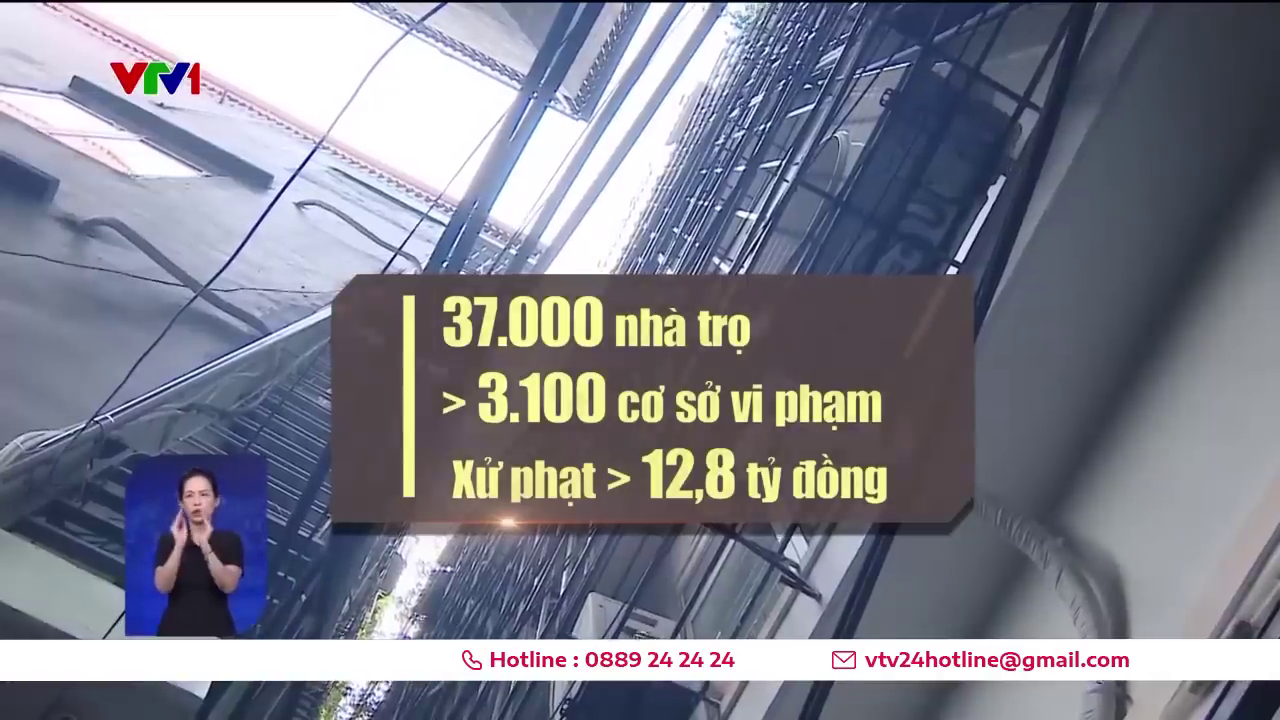 VTV1
37.000 nhà trọ
> 3.100 cơ sở vi phạm
Xử phạt > 12,8 tỷ đồng
Hotline : 0889 24 24 24
vtv24hotline@gmail.com